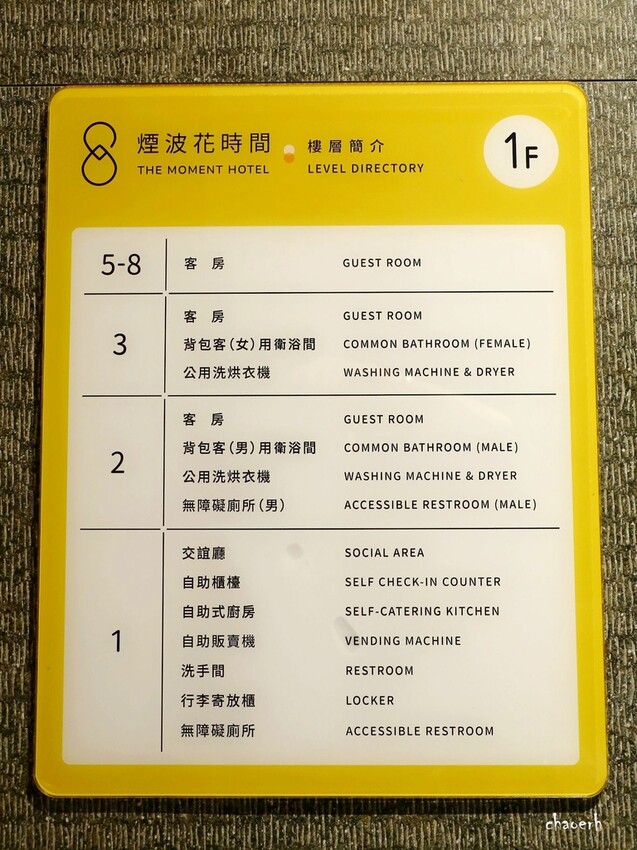 煙波花時間
THE MOMENT HOTEL
樓層簡介
LEVEL DIRECTORY
1F
5-8
客 房 GUEST ROOM
3
客 房 GUEST ROOM
背包客(女)用衛浴間 COMMON BATHROOM (FEMALE)
公用洗烘衣機 WASHING MACHINE & DRYER
2
客 房 GUEST ROOM
背包客(男)用衛浴間 COMMON BATHROOM (MALE)
公用洗烘衣機 WASHING MACHINE & DRYER
無障礙廁所(男) ACCESSIBLE RESTROOM (MALE)
1
交誼廳 SOCIAL AREA
自助櫃檯 SELF CHECK-IN COUNTER
自助式廚房 SELF-CATERING KITCHEN
自助販賣機 VENDING MACHINE
洗手間 RESTROOM
行李寄放櫃 LOCKER
無障礙廁所 ACCESSIBLE RESTROOM
chaoerh